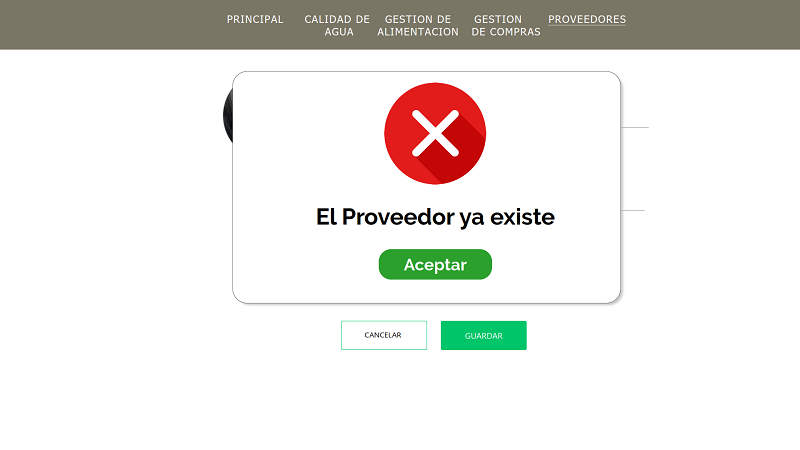 PRINCIPAL CALIDAD DE GESTION DE GESTION PROVEEDORES
AGUA ALIMENTACION DE COMPRAS
El Proveedor ya existe
Aceptar
CANCELAR GUARDAR